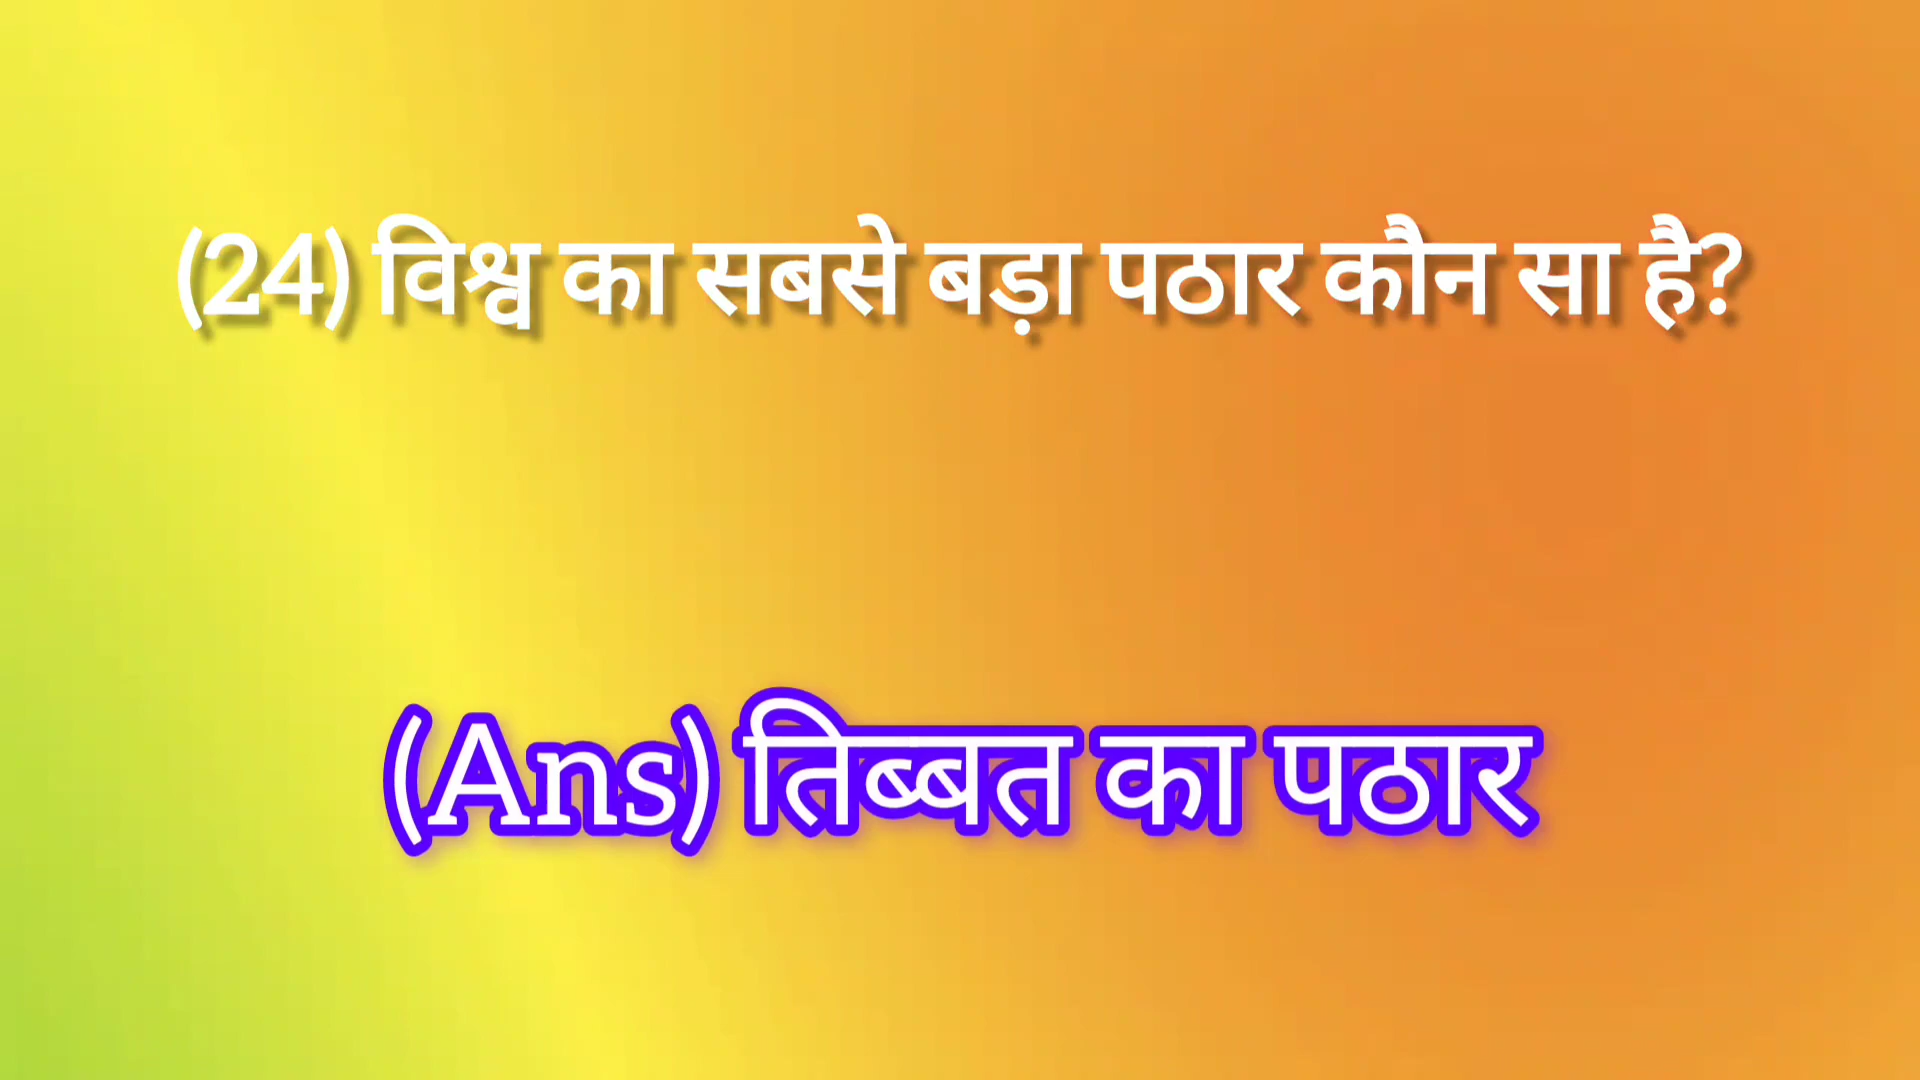 (24) विश्व का सबसे बड़ा पठार कौन सा है?
(Ans) तिब्बत का पठार